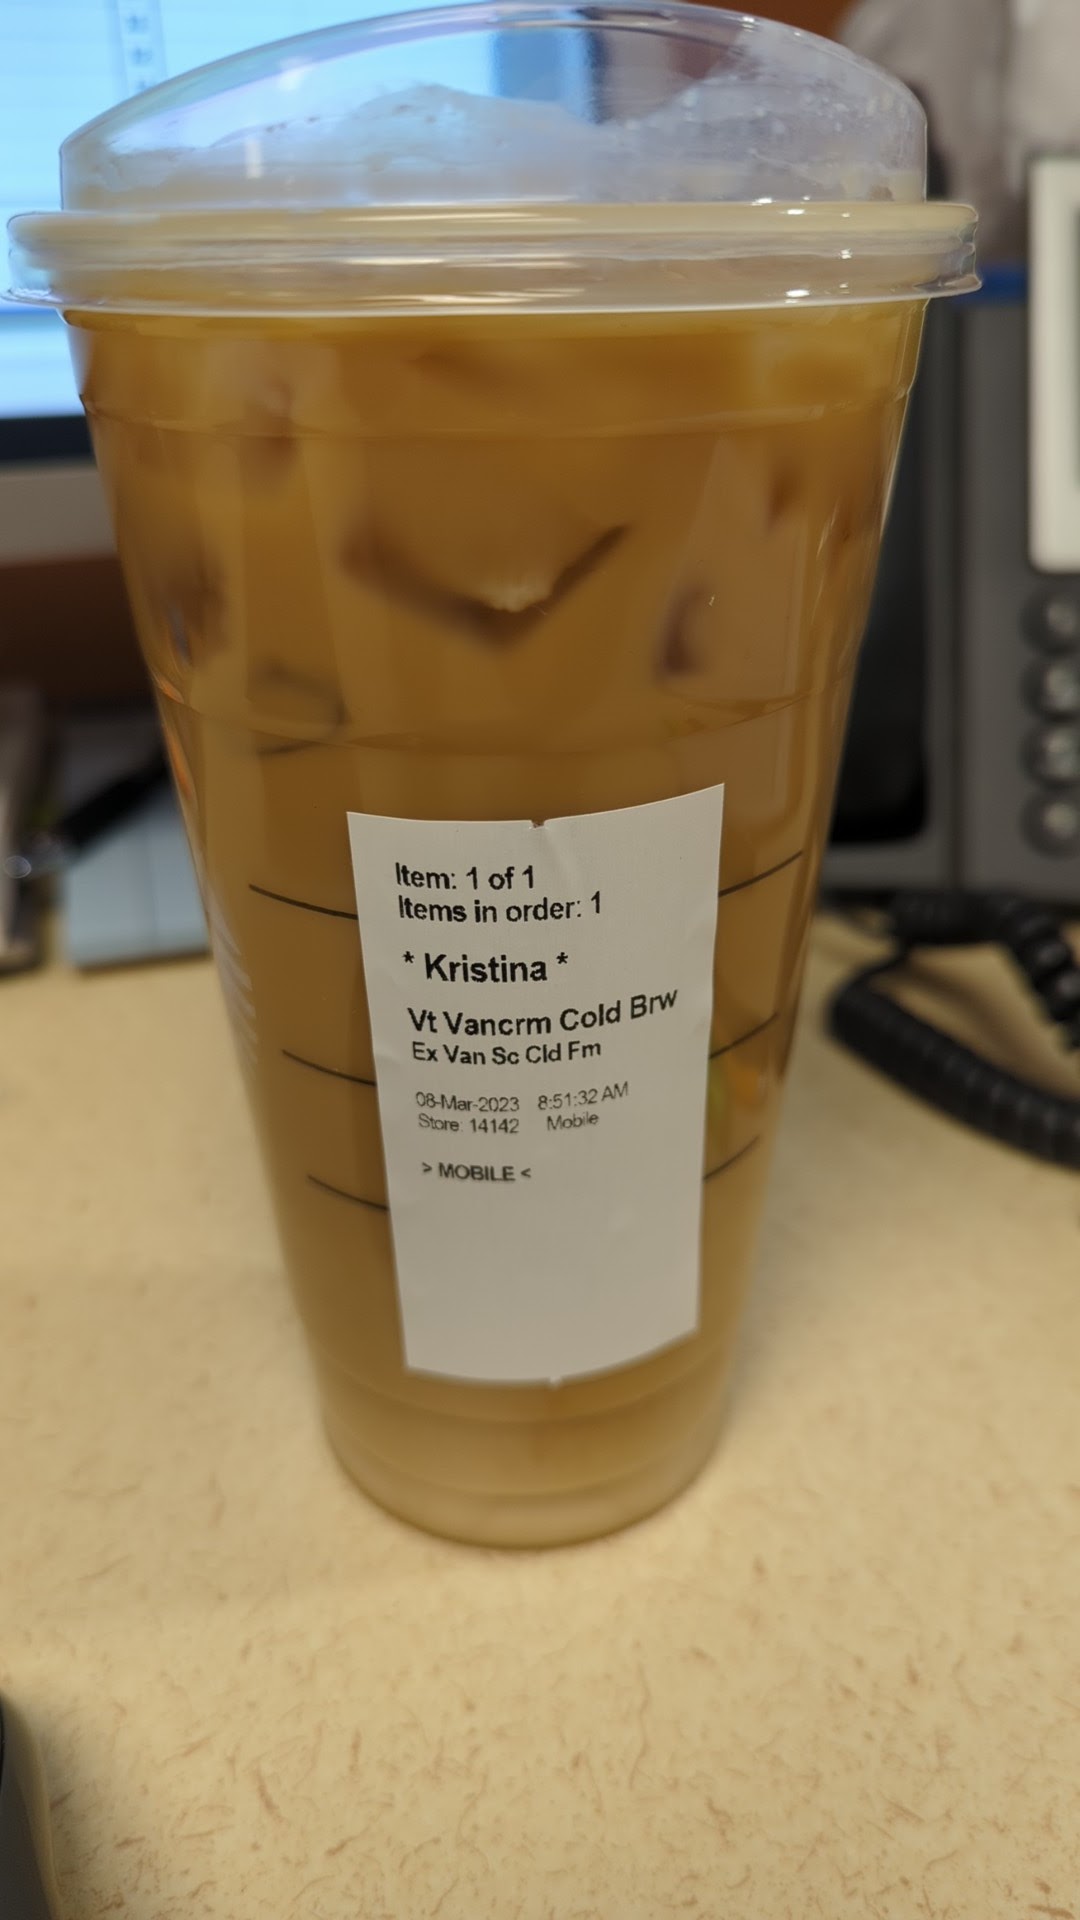 Item: 1 of 1
Items in order: 1
* Kristina *
Vt Vancrm Cold Brw
Ex Van Sc Cld Fm
08-Mar-2023 8:51:32 AM
Store: 14142 Mobile
> MOBILE <